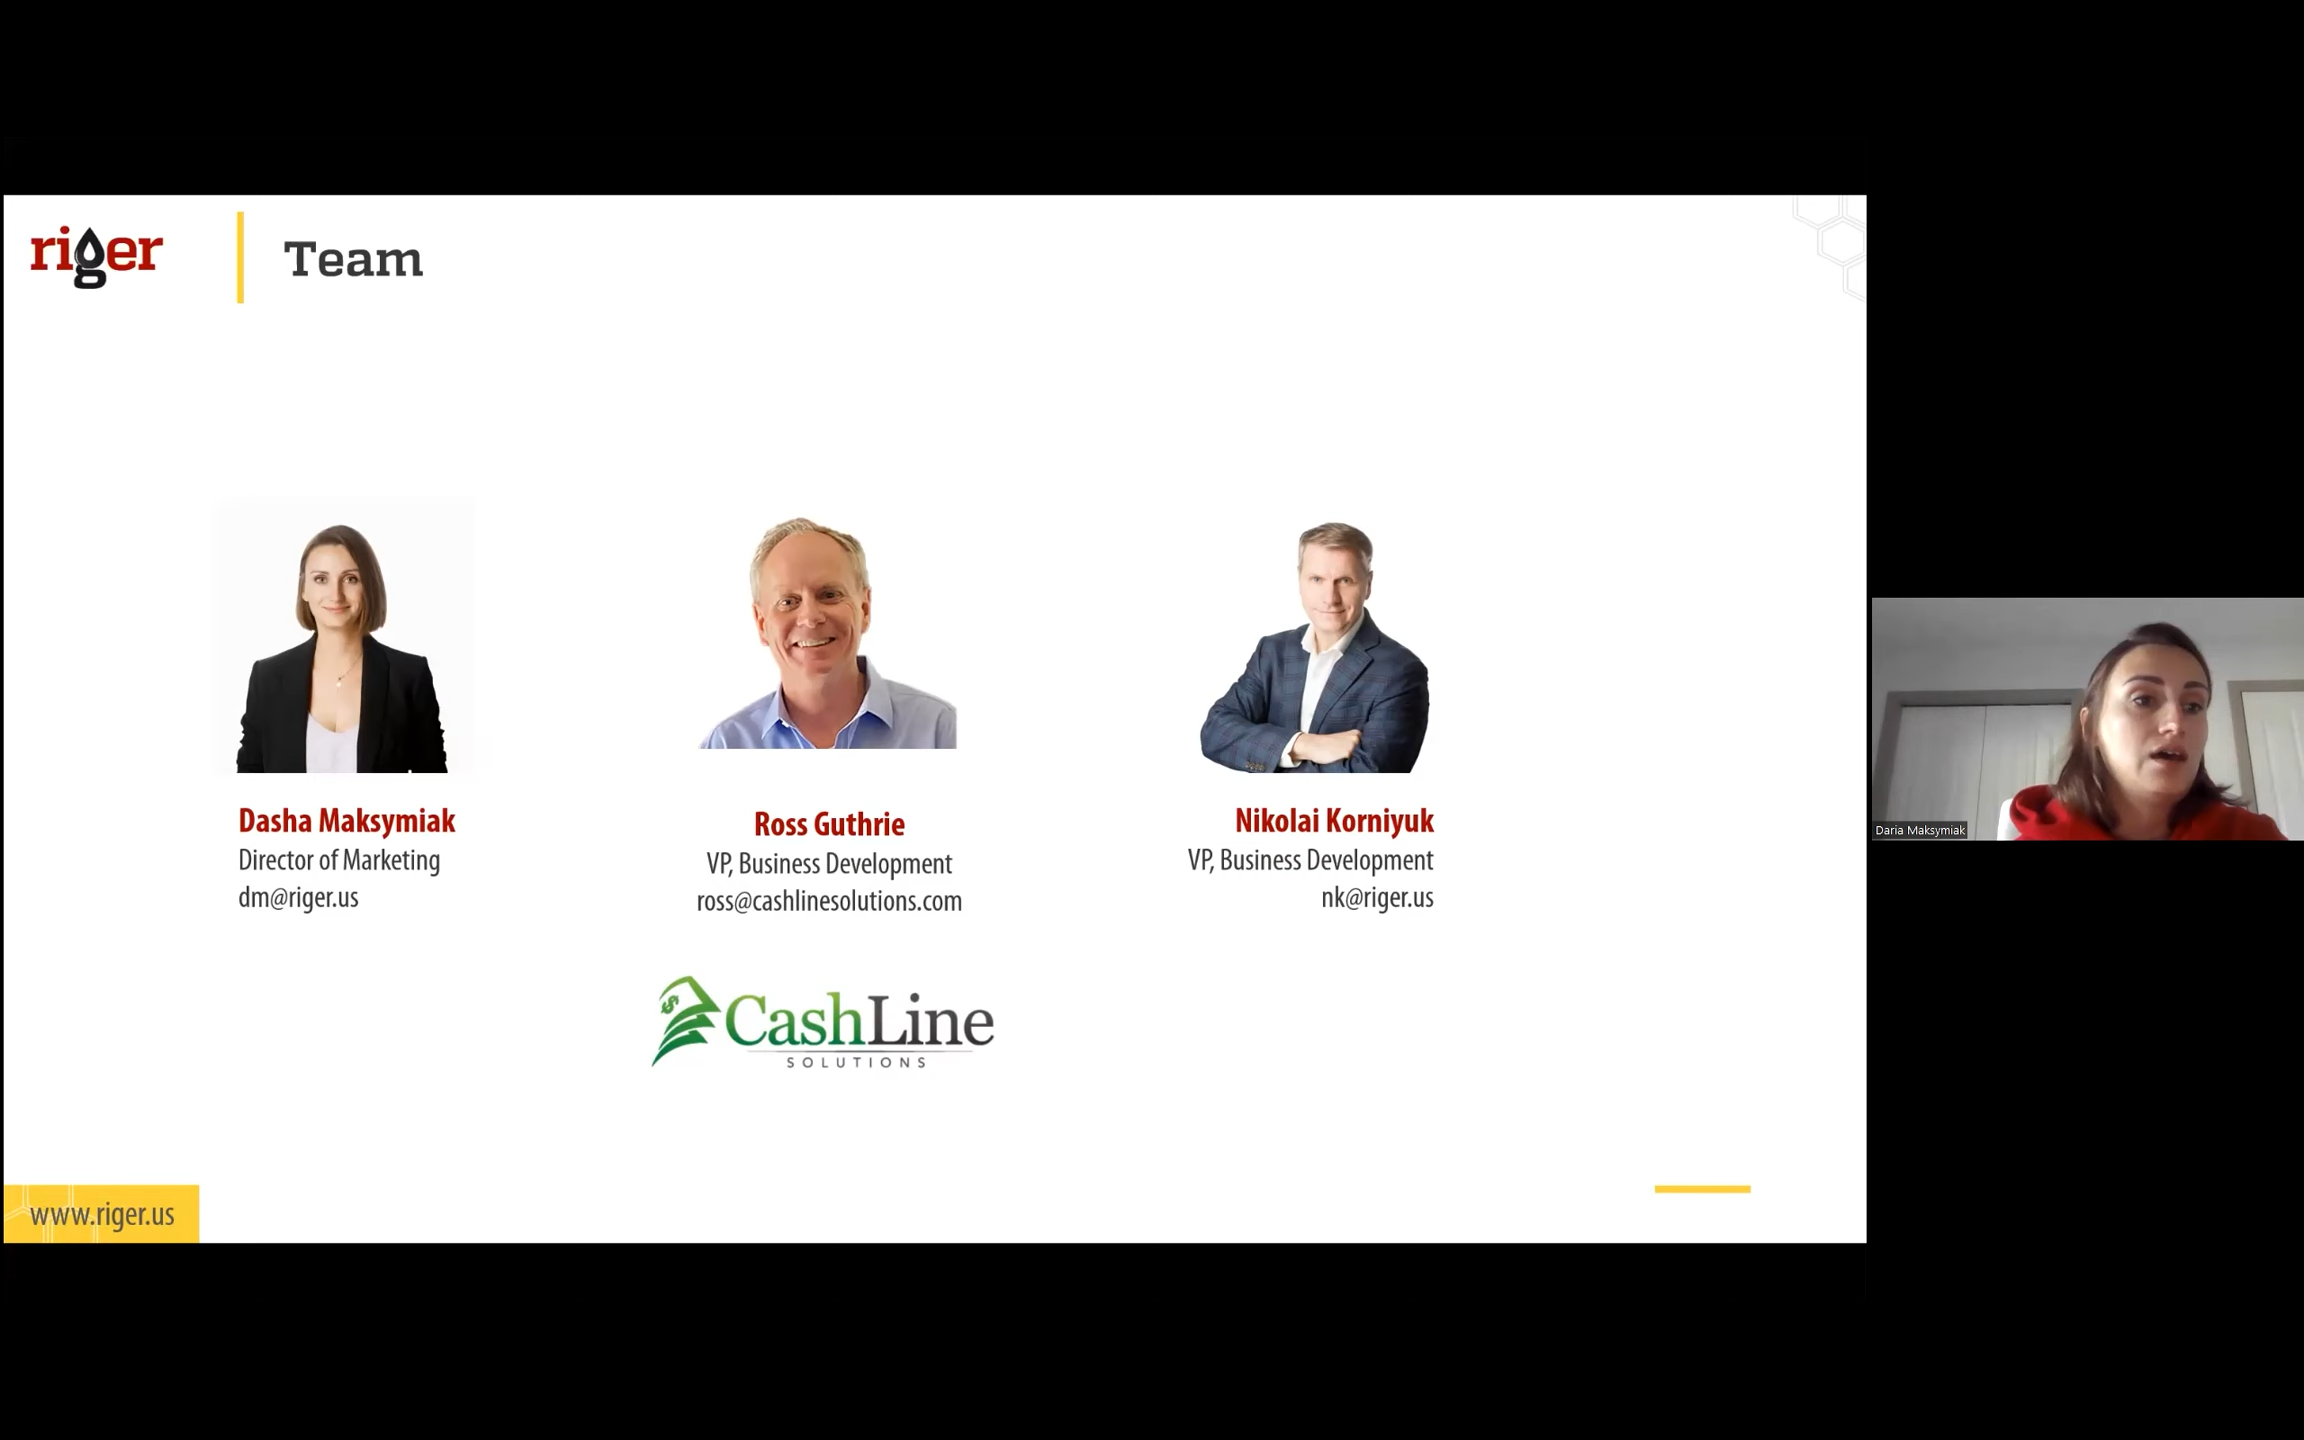 riger
Team
Dasha Maksymiak
Director of Marketing
dm@riger.us
Ross Guthrie
VP, Business Development
ross@cashlinesolutions.com
Nikolai Korniyuk
VP, Business Development
nk@riger.us
CashLine
SOLUTIONS
www.riger.us
Daria Maksymiak